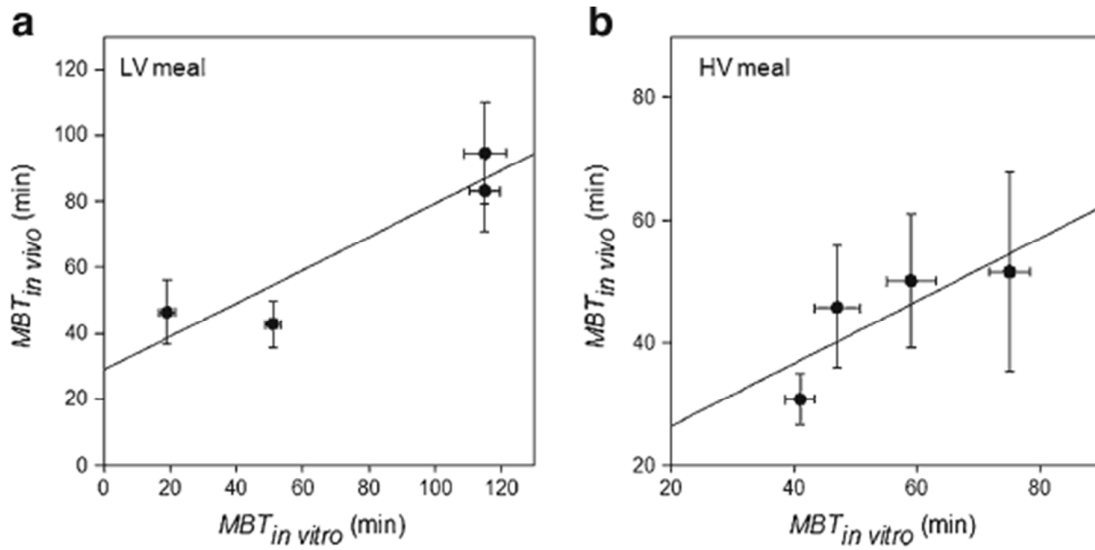 a
LV meal
120
100
80
60
40
20
0
MBT in vivo (min)
0 20 40 60 80 100 120
MBT in vitro (min)
b
HV meal
80
60
40
20
MBT in vivo (min)
20 40 60 80
MBT in vitro (min)